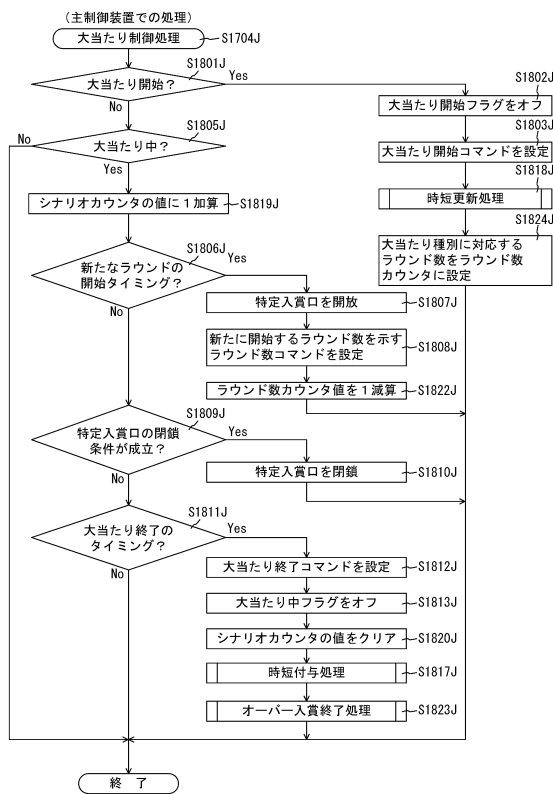 (主制御装置での処理)
大当たり制御処理
S1704J
S1801J
大当たり開始？
Yes
No
S1802J
大当たり開始フラグをオフ
S1803J
大当たり開始コマンドを設定
S1818J
時短更新処理
S1824J
大当たり種別に対応する
ラウンド数をラウンド数
カウンタに設定
S1805J
No
大当たり中？
Yes
シナリオカウンタの値に１加算
S1819J
S1806J
新たなラウンドの
開始タイミング？
Yes
No
特定入賞口を開放
S1807J
新たに開始するラウンド数を示す
ラウンド数コマンドを設定
S1808J
ラウンド数カウンタ値を１減算
S1822J
S1809J
特定入賞口の閉鎖
条件が成立？
Yes
No
特定入賞口を閉鎖
S1810J
S1811J
大当たり終了の
タイミング？
Yes
No
大当たり終了コマンドを設定
S1812J
大当たり中フラグをオフ
S1813J
シナリオカウンタの値をクリア
S1820J
時短付与処理
S1817J
オーバー入賞終了処理
S1823J
終 了